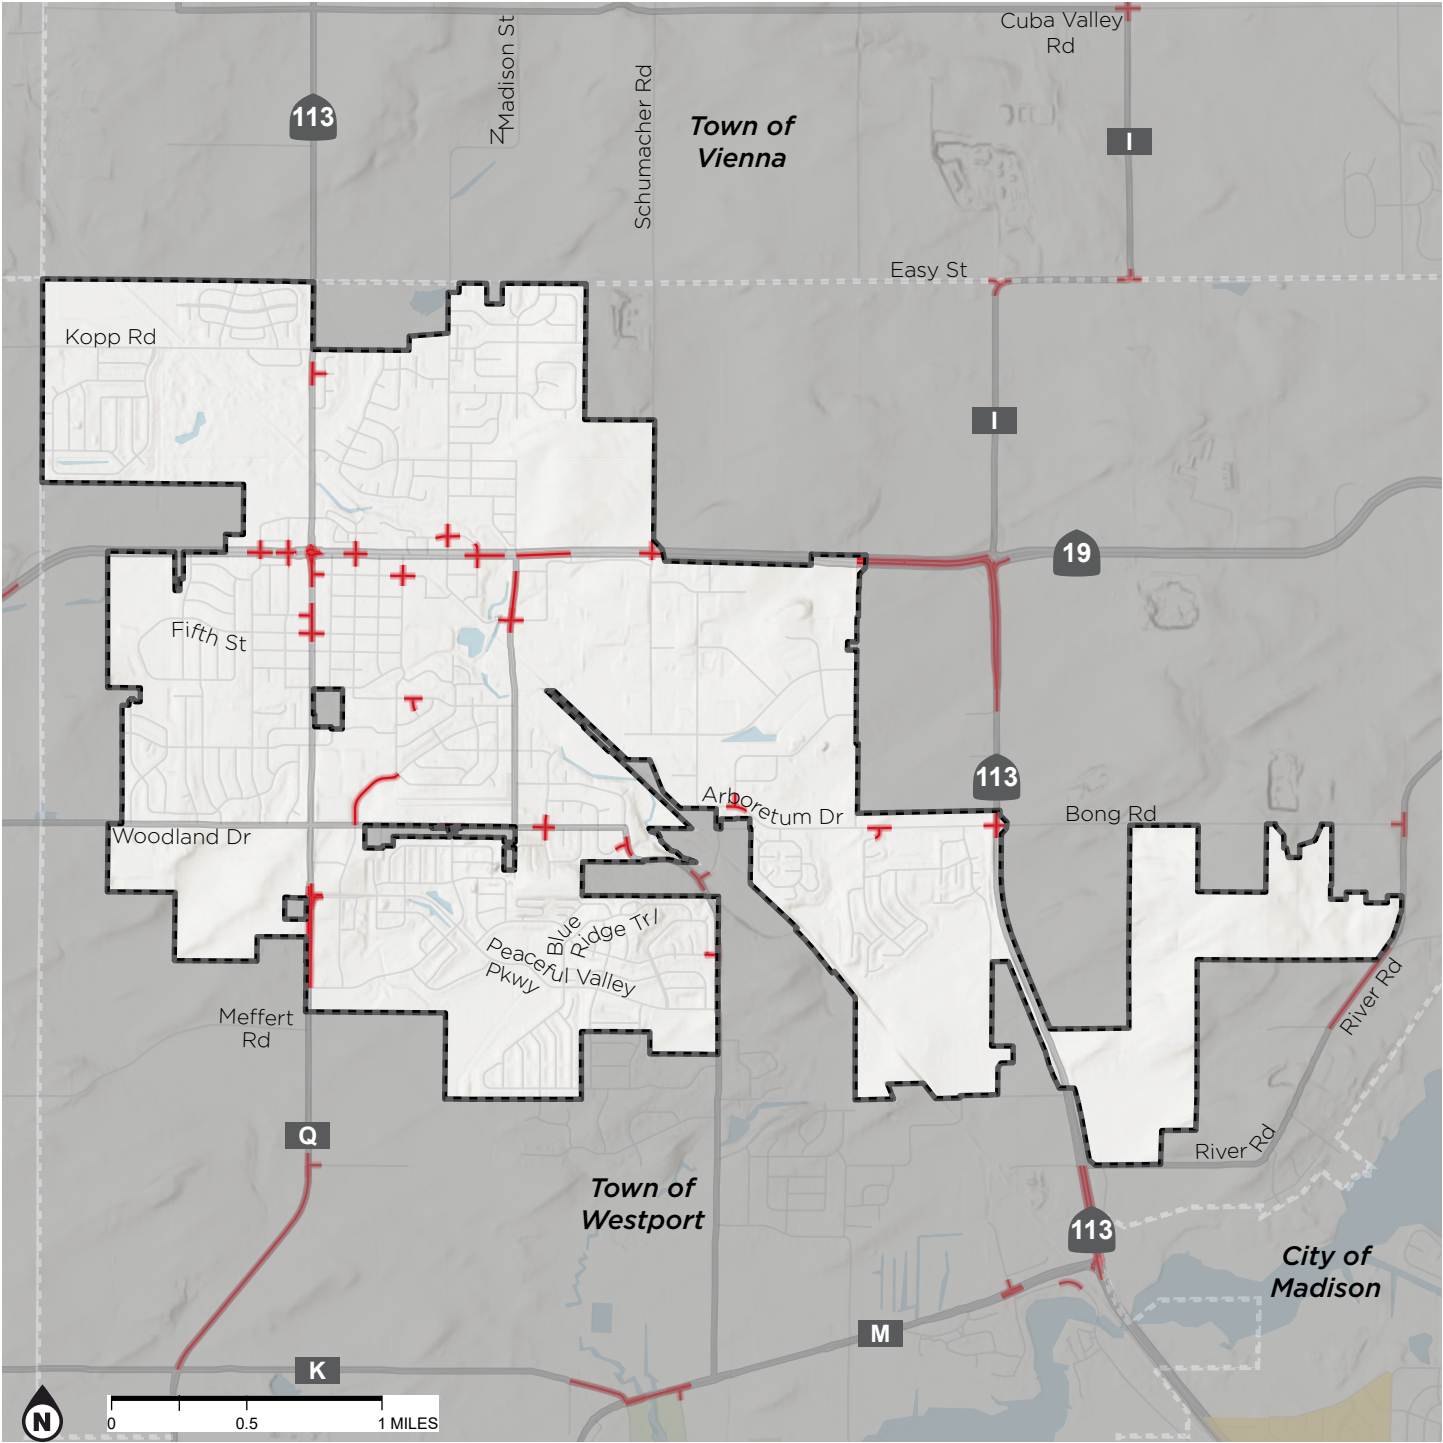 Cuba Valley
Rd
N Madison St
Schumacher Rd
113
Town of
Vienna
I
Easy St
Kopp Rd
I
19
Fifth St
113
Arboretum Dr
Bong Rd
Woodland Dr
Blue
Ridge Trl
Peaceful Valley
Pkwy
River Rd
Meffert
Rd
Q
River Rd
Town of
Westport
113
City of
Madison
M
K
N
0
0.5
1 MILES